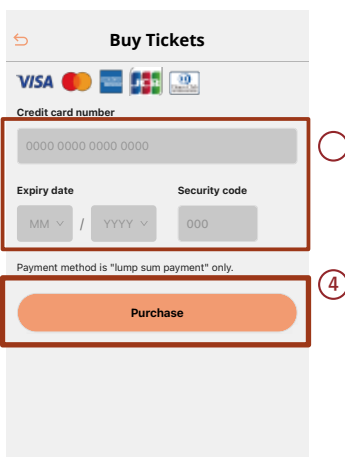 Buy Tickets
VISA
Credit card number
0000 0000 0000 0000
Expiry date Security code
MM / YYYY 000
Payment method is "lump sum payment" only.
4
Purchase